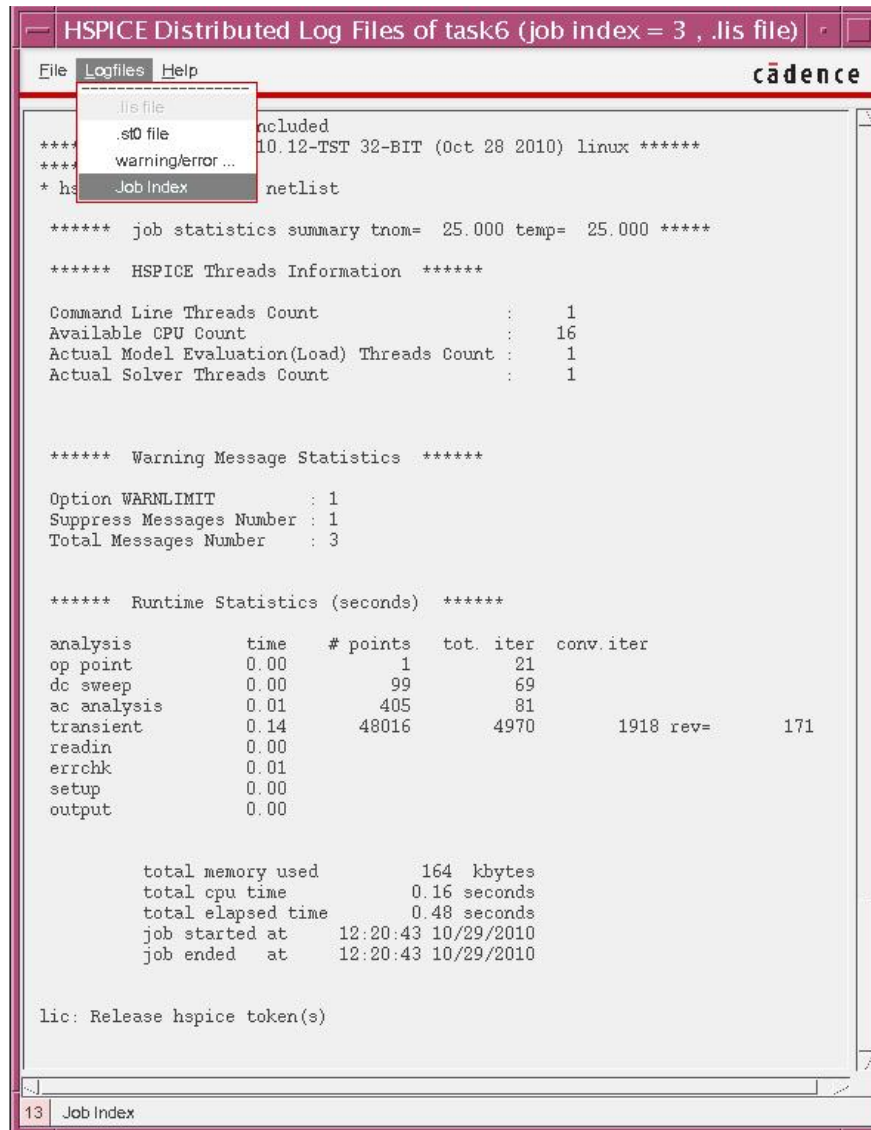 HSPICE Distributed Log Files of task6 (job index = 3 , .lis file)
File Logfiles Help
cādence
.lis file
.st0 file
warning/error ...
Job Index
ncluded
**** 10.12-TST 32-BIT (Oct 28 2010) linux ******
****
* hs netlist
****** job statistics summary tnom= 25.000 temp= 25.000 *****
****** HSPICE Threads Information ******
Command Line Threads Count : 1
Available CPU Count : 16
Actual Model Evaluation(Load) Threads Count : 1
Actual Solver Threads Count : 1
****** Warning Message Statistics ******
Option WARNLIMIT : 1
Suppress Messages Number : 1
Total Messages Number : 3
****** Runtime Statistics (seconds) ******
analysis time # points tot. iter conv.iter
op point 0.00 1 21
dc sweep 0.00 99 69
ac analysis 0.01 405 81
transient 0.14 48016 4970 1918 rev= 171
readin 0.00
errchk 0.01
setup 0.00
output 0.00
total memory used 164 kbytes
total cpu time 0.16 seconds
total elapsed time 0.48 seconds
job started at 12:20:43 10/29/2010
job ended at 12:20:43 10/29/2010
lic: Release hspice token(s)
13 Job Index